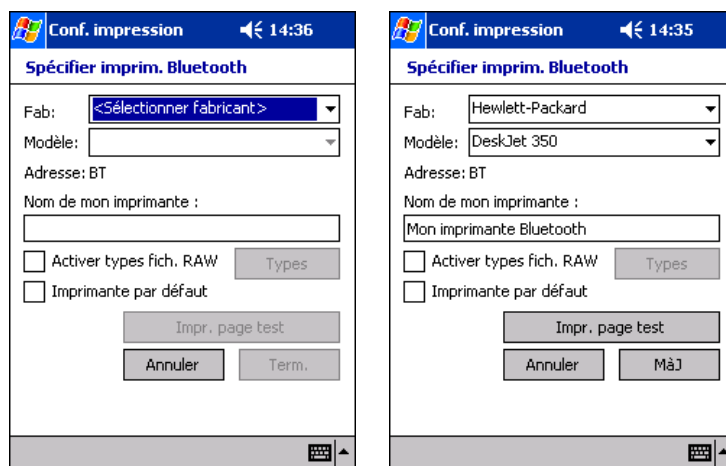 Conf. impression 14:36
Spécifier imprim. Bluetooth
Fab: <Sélectionner fabricant>
Modèle:
Adresse: BT
Nom de mon imprimante :
Activer types fich. RAW Types
Imprimante par défaut
Impr. page test
Annuler Term.
Conf. impression 14:35
Spécifier imprim. Bluetooth
Fab: Hewlett-Packard
Modèle: DeskJet 350
Adresse: BT
Nom de mon imprimante :
Mon imprimante Bluetooth
Activer types fich. RAW Types
Imprimante par défaut
Impr. page test
Annuler MàJ